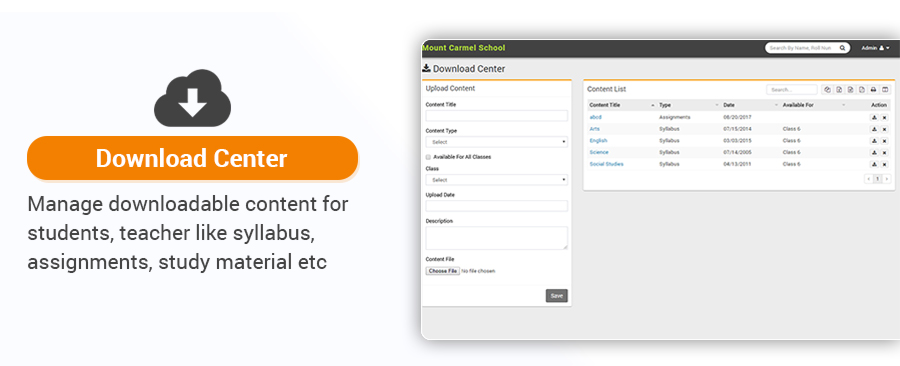 Download Center
Manage downloadable content for
students, teacher like syllabus,
assignments, study material etc
Mount Carmel School
Search By Name, Roll Num
Admin
Download Center
Upload Content
Content Title
Content Type
Select
Available For All Classes
Class
Select
Upload Date
Description
Content File
Choose File No file chosen
Save
Content List
Search...
Content Title Type Date Available For Action
abcd Assignments 08/20/2017
Arts Syllabus 07/15/2014 Class 6
English Syllabus 03/03/2015 Class 6
Science Syllabus 07/14/2005 Class 6
Social Studies Syllabus 04/13/2011 Class 6
1